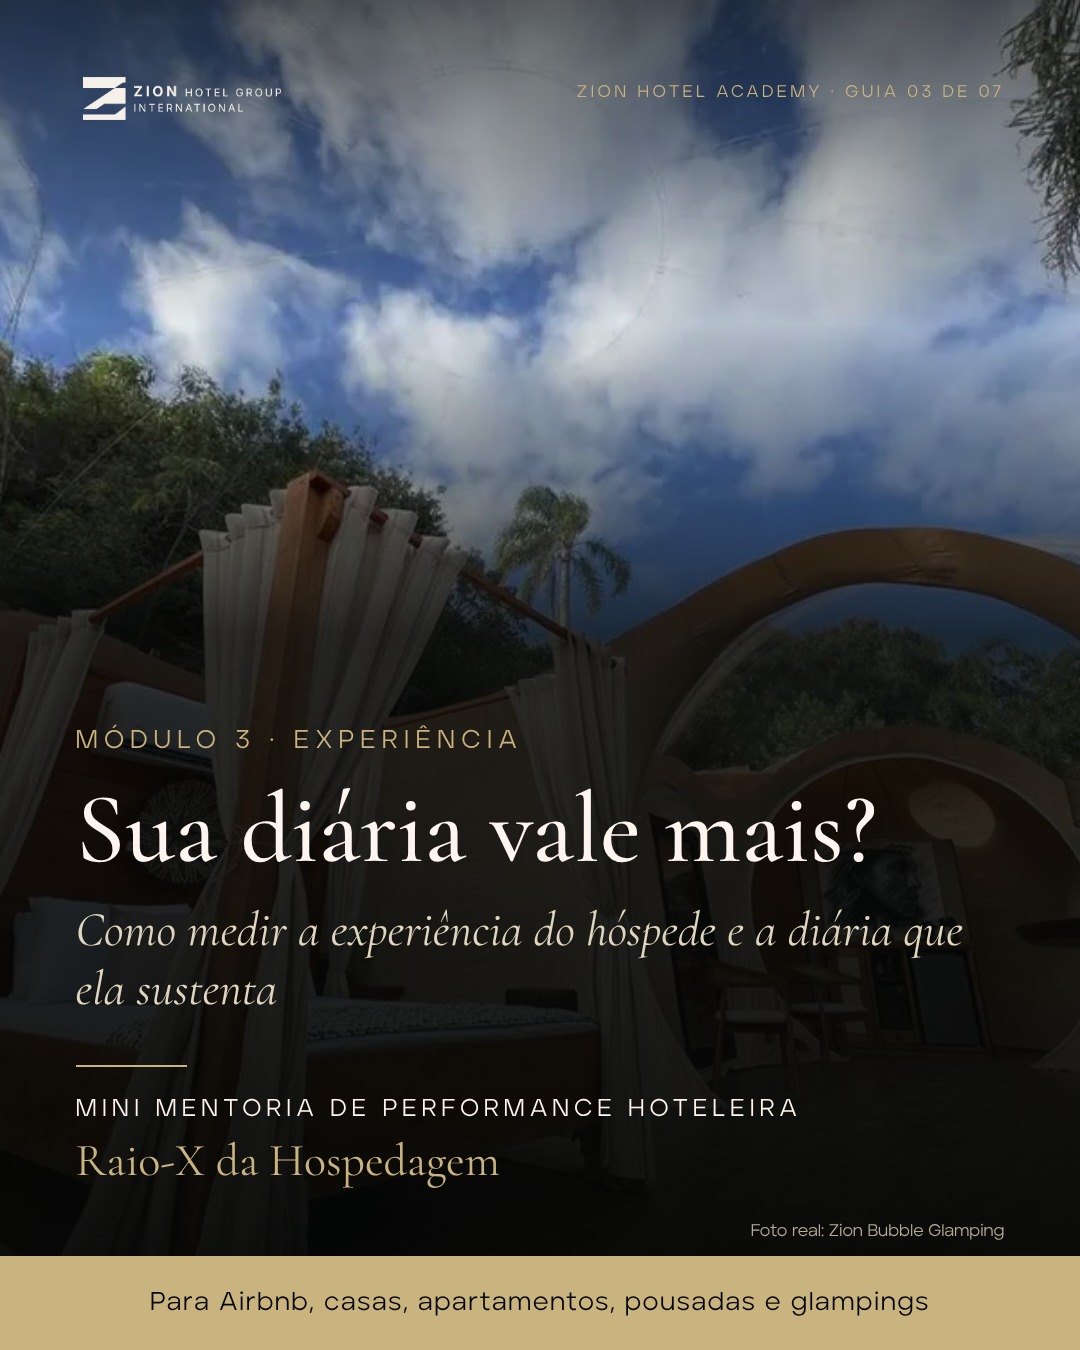 ZION HOTEL GROUP
INTERNATIONAL
ZION HOTEL ACADEMY · GUIA 03 DE 07
MÓDULO 3 · EXPERIÊNCIA
Sua diária vale mais?
Como medir a experiência do hóspede e a diária que
ela sustenta
MINI MENTORIA DE PERFORMANCE HOTELEIRA
Raio-X da Hospedagem
Foto real: Zion Bubble Glamping
Para Airbnb, casas, apartamentos, pousadas e glampings